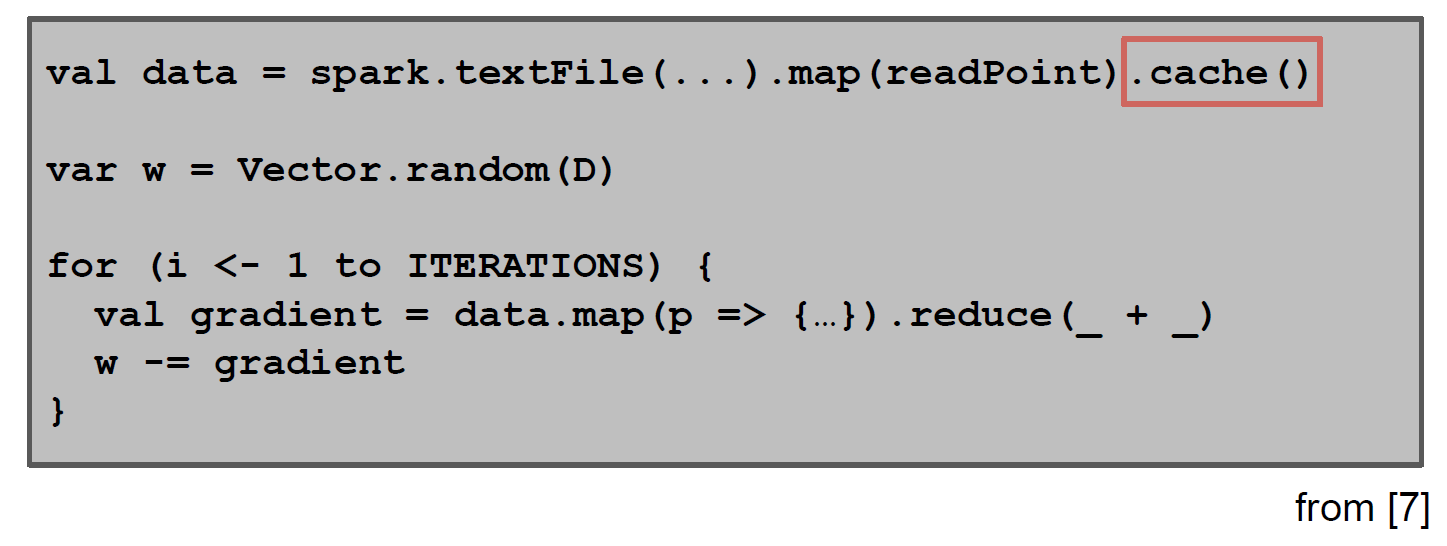 val data = spark.textFile(...).map(readPoint).cache()
var w = Vector.random(D)
for (i <- 1 to ITERATIONS) {
  val gradient = data.map(p => {…}).reduce(_ + _)
  w -= gradient
}
from [7]